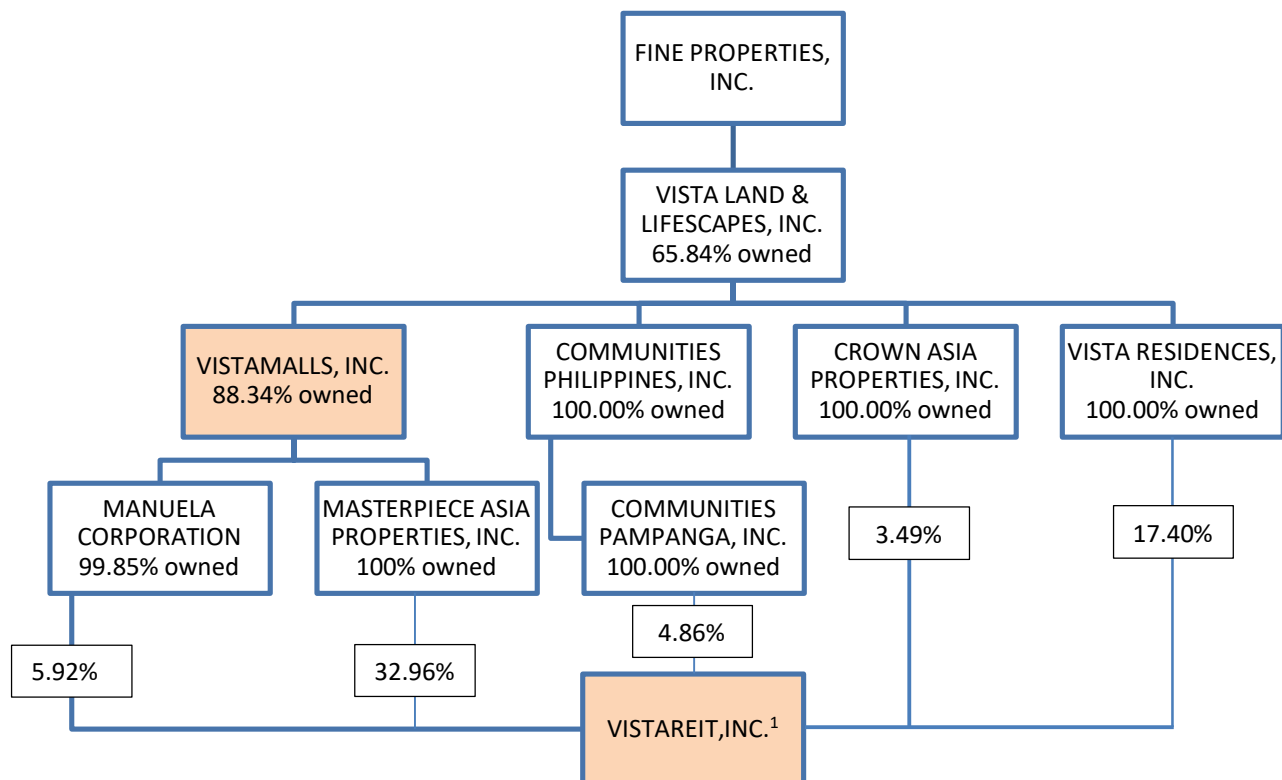 FINE PROPERTIES,
INC.
VISTA LAND &
LIFESCAPES, INC.
65.84% owned
VISTAMALLS, INC.
88.34% owned
COMMUNITIES
PHILIPPINES, INC.
100.00% owned
CROWN ASIA
PROPERTIES, INC.
100.00% owned
VISTA RESIDENCES,
INC.
100.00% owned
MANUELA
CORPORATION
99.85% owned
MASTERPIECE ASIA
PROPERTIES, INC.
100% owned
COMMUNITIES
PAMPANGA, INC.
100.00% owned
3.49%
17.40%
5.92%
32.96%
4.86%
VISTAREIT,INC.¹